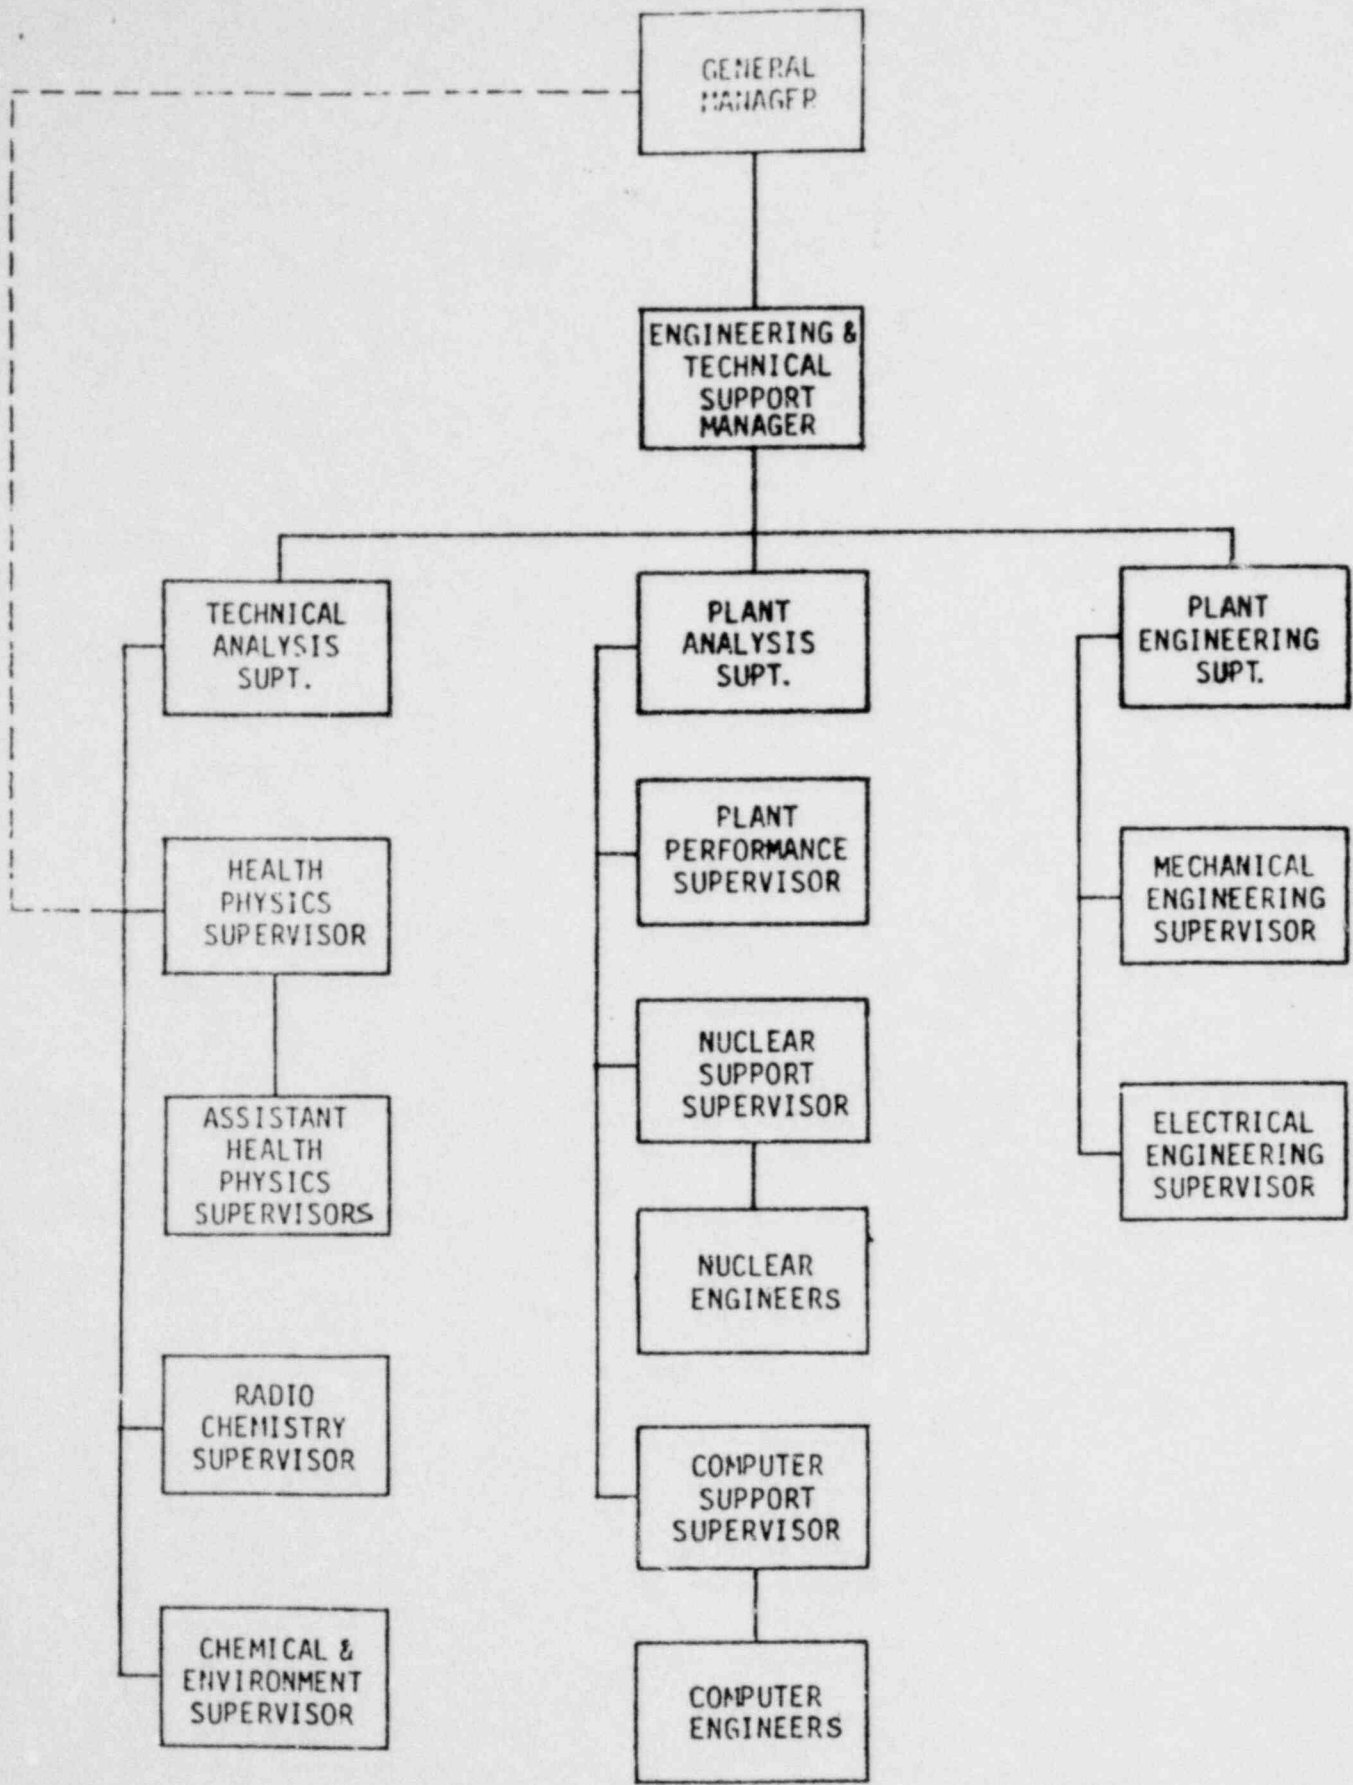 GENERAL
MANAGER
ENGINEERING &
TECHNICAL
SUPPORT
MANAGER
TECHNICAL
ANALYSIS
SUPT.
HEALTH
PHYSICS
SUPERVISOR
ASSISTANT
HEALTH
PHYSICS
SUPERVISORS
RADIO
CHEMISTRY
SUPERVISOR
CHEMICAL &
ENVIRONMENT
SUPERVISOR
PLANT
ANALYSIS
SUPT.
PLANT
PERFORMANCE
SUPERVISOR
NUCLEAR
SUPPORT
SUPERVISOR
NUCLEAR
ENGINEERS
COMPUTER
SUPPORT
SUPERVISOR
COMPUTER
ENGINEERS
PLANT
ENGINEERING
SUPT.
MECHANICAL
ENGINEERING
SUPERVISOR
ELECTRICAL
ENGINEERING
SUPERVISOR